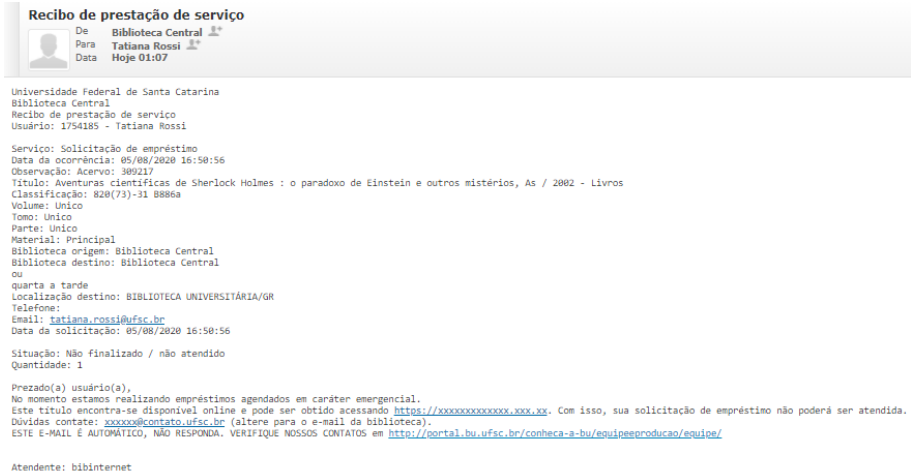 Recibo de prestação de serviço
De Biblioteca Central
Para Tatiana Rossi
Data Hoje 01:07
Universidade Federal de Santa Catarina
Biblioteca Central
Recibo de prestação de serviço
Usuário: 1754185 - Tatiana Rossi
Serviço: Solicitação de empréstimo
Data da ocorrência: 05/08/2020 16:50:56
Observação: Acervo: 309217
Título: Aventuras científicas de Sherlock Holmes : o paradoxo de Einstein e outros mistérios, As / 2002 - Livros
Classificação: 820(73)-31 B886a
Volume: Unico
Tomo: Unico
Parte: Unico
Material: Principal
Biblioteca origem: Biblioteca Central
Biblioteca destino: Biblioteca Central
ou
quarta a tarde
Localização destino: BIBLIOTECA UNIVERSITÁRIA/GR
Telefone:
Email: tatiana.rossi@ufsc.br
Data da solicitação: 05/08/2020 16:50:56
Situação: Não finalizado / não atendido
Quantidade: 1
Prezado(a) usuário(a),
No momento estamos realizando empréstimos agendados em caráter emergencial.
Este título encontra-se disponível online e pode ser obtido acessando https://xxxxxxxxxxxxx.xxx.xx. Com isso, sua solicitação de empréstimo não poderá ser atendida.
Dúvidas contate: xxxxxx@contato.ufsc.br (altere para o e-mail da biblioteca).
ESTE E-MAIL É AUTOMÁTICO, NÃO RESPONDA. VERIFIQUE NOSSOS CONTATOS em http://portal.bu.ufsc.br/conheca-a-bu/equipeeproducao/equipe/
Atendente: bibinternet